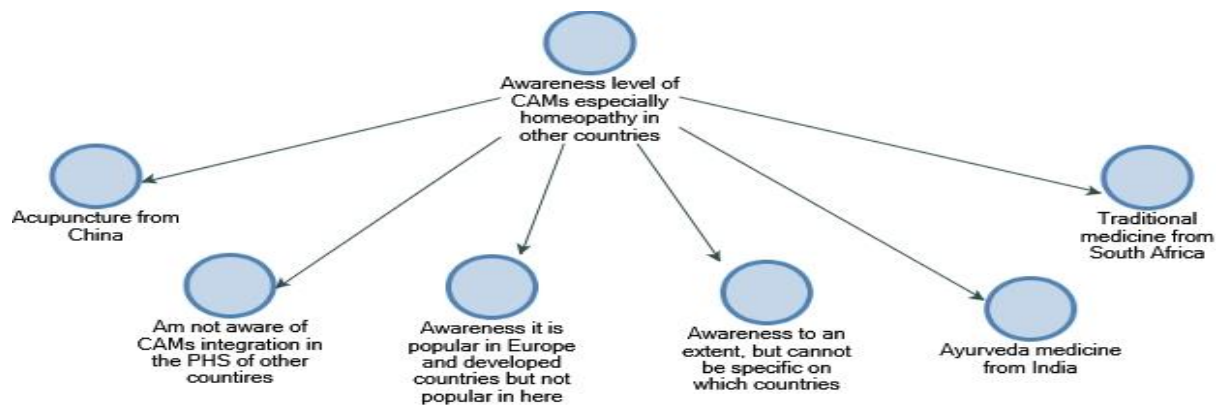 Awareness level of
CAMs especially
homeopathy in
other countries
Acupuncture from
China
Am not aware of
CAMs integration in
the PHS of other
countires
Awareness it is
popular in Europe
and developed
countries but not
popular in here
Awareness to an
extent, but cannot
be specific on
which countries
Ayurveda medicine
from India
Traditional
medicine from
South Africa